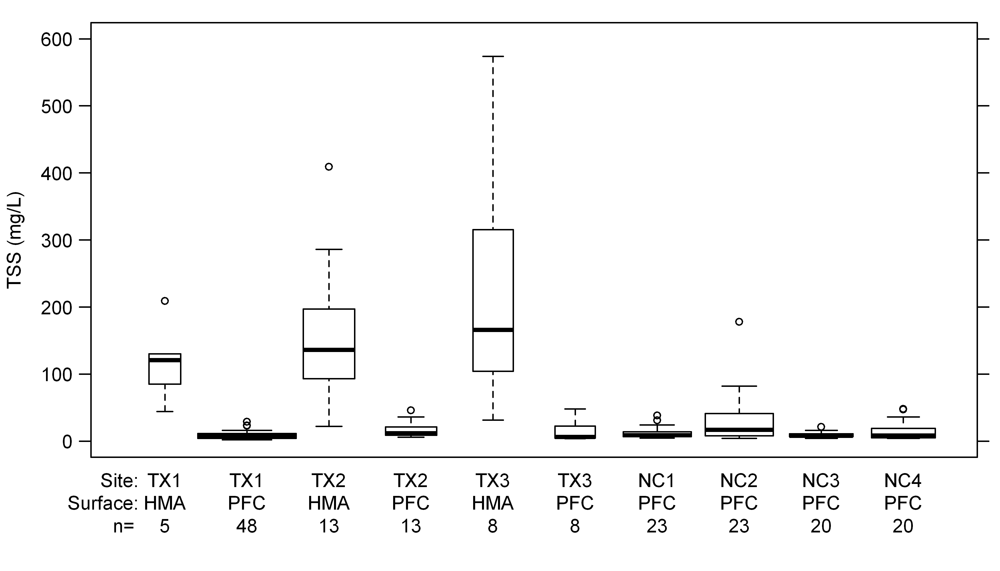 600
500
400
300
200
100
0
TSS (mg/L)
Site: TX1 TX1 TX2 TX2 TX3 TX3 NC1 NC2 NC3 NC4
Surface: HMA PFC HMA PFC HMA PFC PFC PFC PFC PFC
n= 5 48 13 13 8 8 23 23 20 20